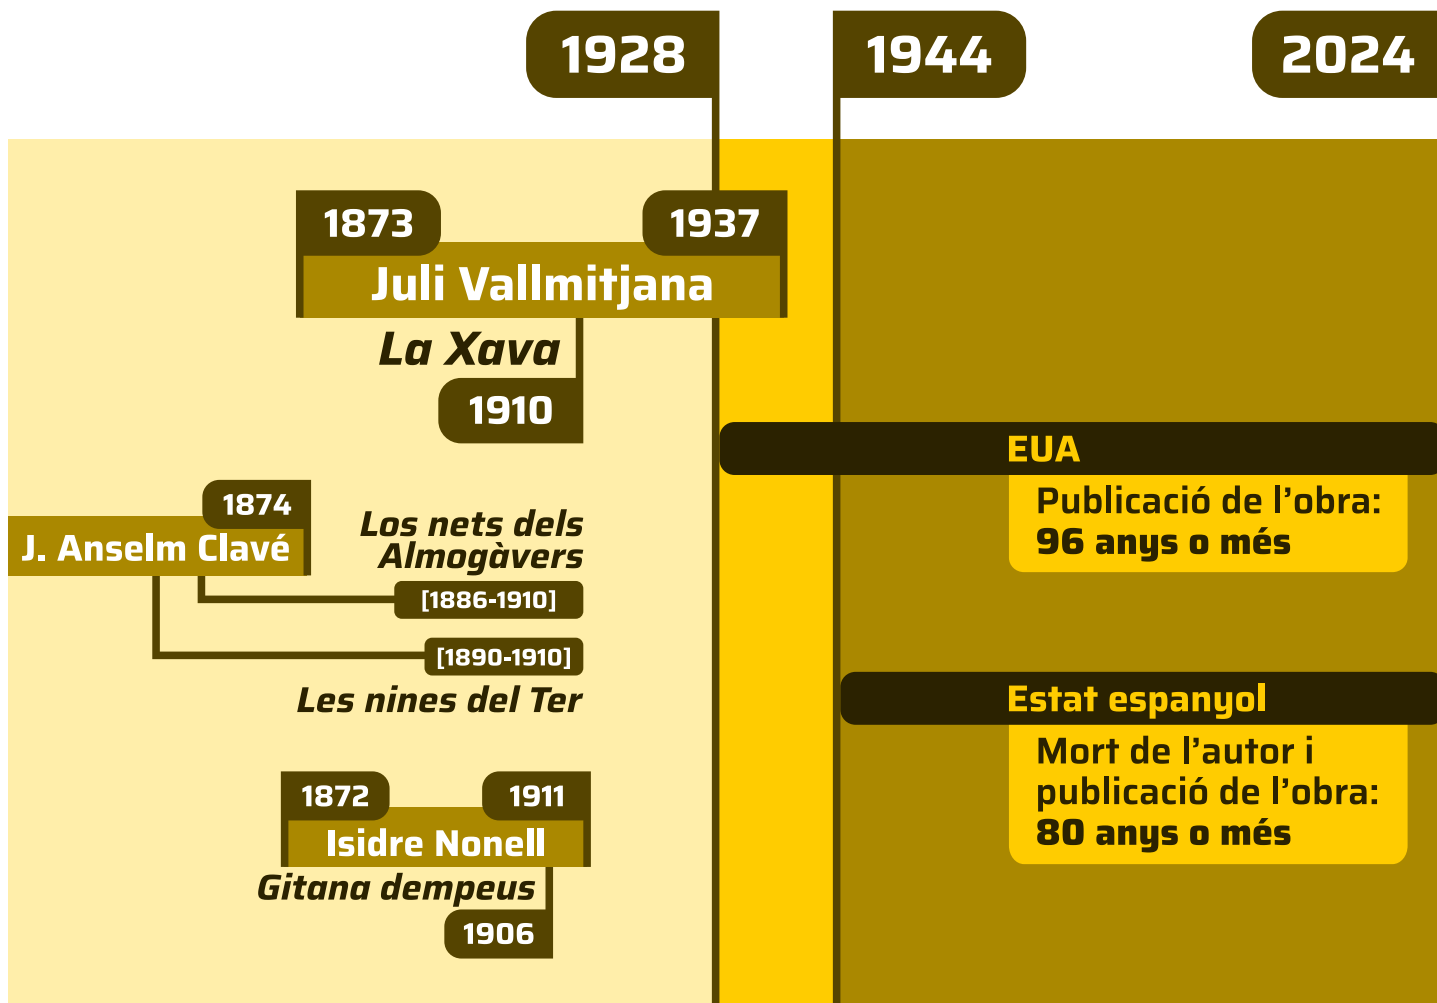 1928
1944
2024
1873
1937
Juli Vallmitjana
La Xava
1910
EUA
Publicació de l’obra:
96 anys o més
1874
J. Anselm Clavé
Los nets dels
Almogàvers
[1886-1910]
[1890-1910]
Les nines del Ter
Estat espanyol
Mort de l’autor i
publicació de l’obra:
80 anys o més
1872
1911
Isidre Nonell
Gitana dempeus
1906